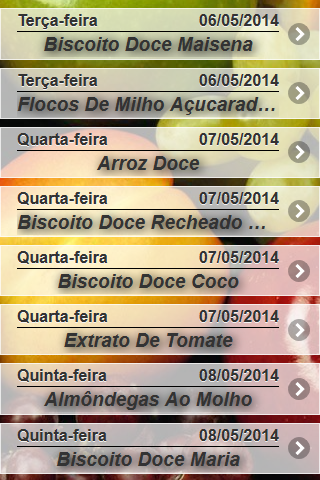 Terça-feira 06/05/2014
Biscoito Doce Maisena
Terça-feira 06/05/2014
Flocos De Milho Açucarad...
Quarta-feira 07/05/2014
Arroz Doce
Quarta-feira 07/05/2014
Biscoito Doce Recheado ...
Quarta-feira 07/05/2014
Biscoito Doce Coco
Quarta-feira 07/05/2014
Extrato De Tomate
Quinta-feira 08/05/2014
Almôndegas Ao Molho
Quinta-feira 08/05/2014
Biscoito Doce Maria